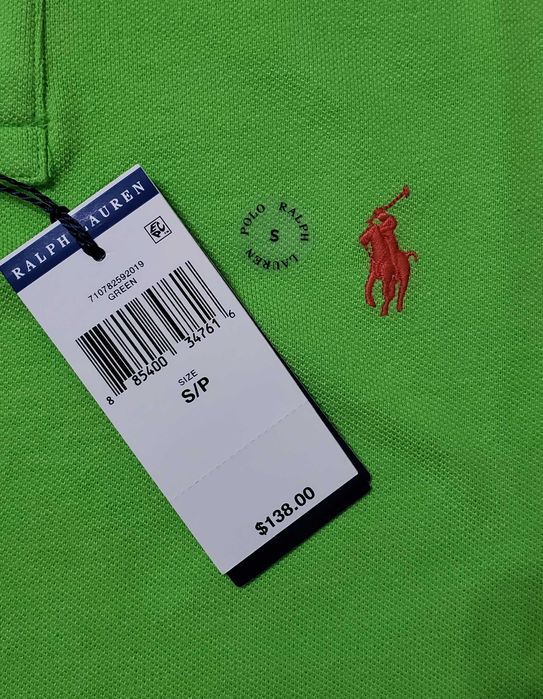 RALPH LAUREN
710782592019
GREEN
8 85400 34761 6
SIZE
S/P
$138.00
POLO RALPH LAUREN
S